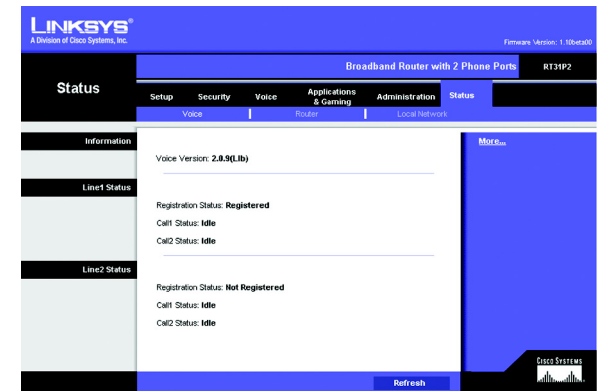 LINKSYS®
A Division of Cisco Systems, Inc.
Firmware Version: 1.10beta00
Broadband Router with 2 Phone Ports RT31P2
Status
Setup Security Voice Applications & Gaming Administration Status
Voice Router Local Network
Information
More...
Voice Version: 2.0.9(LIb)
Line1 Status
Registration Status: Registered
Call1 Status: Idle
Call2 Status: Idle
Line2 Status
Registration Status: Not Registered
Call1 Status: Idle
Call2 Status: Idle
CISCO SYSTEMS
Refresh